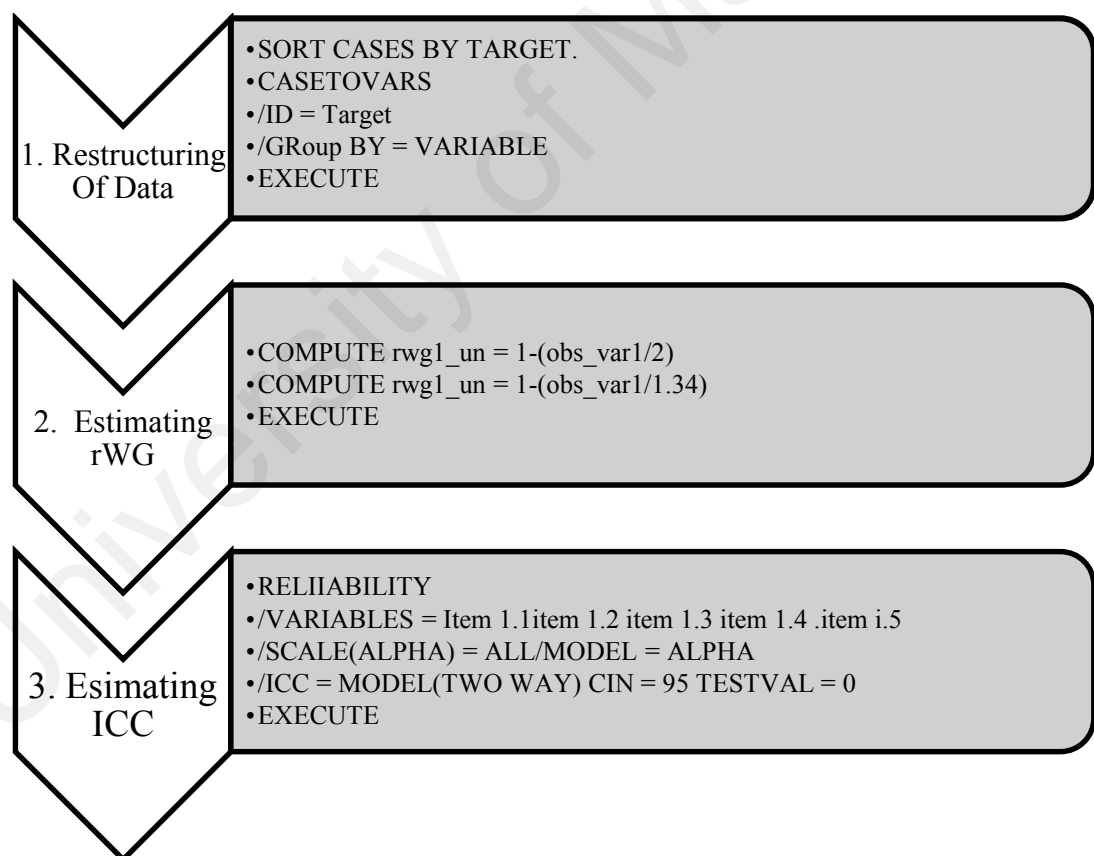 •SORT CASES BY TARGET.
•CASETOVARS
•/ID = Target
•/GRoup BY = VARIABLE
•EXECUTE
1. Restructuring
Of Data
•COMPUTE rwg1_un = 1-(obs_var1/2)
•COMPUTE rwg1_un = 1-(obs_var1/1.34)
•EXECUTE
2. Estimating
rWG
•RELIIABILITY
•/VARIABLES = Item 1.1item 1.2 item 1.3 item 1.4 .item i.5
•/SCALE(ALPHA) = ALL/MODEL = ALPHA
•/ICC = MODEL(TWO WAY) CIN = 95 TESTVAL = 0
•EXECUTE
3. Esimating
ICC
University of Ma